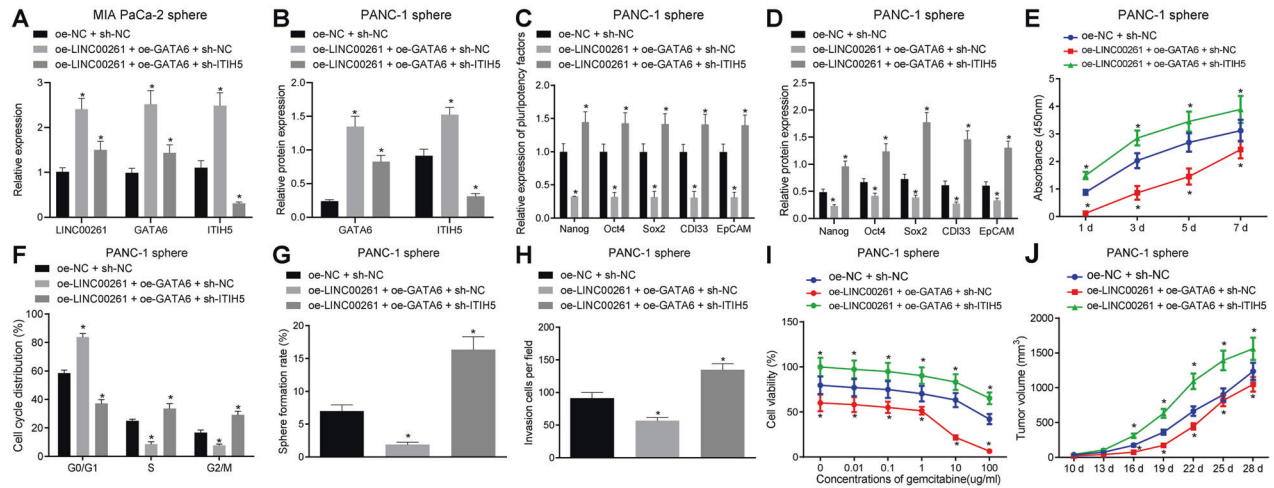 A
MIA PaCa-2 sphere
oe-NC + sh-NC
oe-LINC00261 + oe-GATA6 + sh-NC
oe-LINC00261 + oe-GATA6 + sh-ITIH5
Relative expression
3
2
1
0
* * * * * *
LINC00261 GATA6 ITIH5
B
PANC-1 sphere
oe-NC + sh-NC
oe-LINC00261 + oe-GATA6 + sh-NC
oe-LINC00261 + oe-GATA6 + sh-ITIH5
Relative protein expression
2.0
1.5
1.0
0.5
0.0
* * * *
GATA6 ITIH5
C
PANC-1 sphere
oe-NC + sh-NC
oe-LINC00261 + oe-GATA6 + sh-NC
oe-LINC00261 + oe-GATA6 + sh-ITIH5
Relative expression of pluripotency factors
2.0
1.5
1.0
0.5
0.0
* * * * * * * * * *
Nanog Oct4 Sox2 CDI33 EpCAM
D
PANC-1 sphere
oe-NC + sh-NC
oe-LINC00261 + oe-GATA6 + sh-NC
oe-LINC00261 + oe-GATA6 + sh-ITIH5
Relative protein expression
2.5
2.0
1.5
1.0
0.5
0.0
* * * * * * * * * *
Nanog Oct4 Sox2 CDI33 EpCAM
E
PANC-1 sphere
oe-NC + sh-NC
oe-LINC00261 + oe-GATA6 + sh-NC
oe-LINC00261 + oe-GATA6 + sh-ITIH5
Absorbance (450nm)
5
4
3
2
1
0
* * * * * * * *
1 d 3 d 5 d 7 d
F
PANC-1 sphere
oe-NC + sh-NC
oe-LINC00261 + oe-GATA6 + sh-NC
oe-LINC00261 + oe-GATA6 + sh-ITIH5
Cell cycle distribution (%)
100
80
60
40
20
0
* * * * * *
G0/G1 S G2/M
G
PANC-1 sphere
oe-NC + sh-NC
oe-LINC00261 + oe-GATA6 + sh-NC
oe-LINC00261 + oe-GATA6 + sh-ITIH5
Sphere formation rate (%)
20
15
10
5
0
* *
H
PANC-1 sphere
oe-NC + sh-NC
oe-LINC00261 + oe-GATA6 + sh-NC
oe-LINC00261 + oe-GATA6 + sh-ITIH5
Invasion cells per field
200
150
100
50
0
* *
I
PANC-1 sphere
oe-NC + sh-NC
oe-LINC00261 + oe-GATA6 + sh-NC
oe-LINC00261 + oe-GATA6 + sh-ITIH5
Cell viability (%)
150
100
50
0
* * * * * * * * * * * *
0 0.01 0.1 1 10 100
Concentrations of gemcitabine(ug/ml)
J
PANC-1 sphere
oe-NC + sh-NC
oe-LINC00261 + oe-GATA6 + sh-NC
oe-LINC00261 + oe-GATA6 + sh-ITIH5
Tumor volume (mm3)
2000
1500
1000
500
0
* * * * * * * * * *
10 d 13 d 16 d 19 d 22 d 25 d 28 d